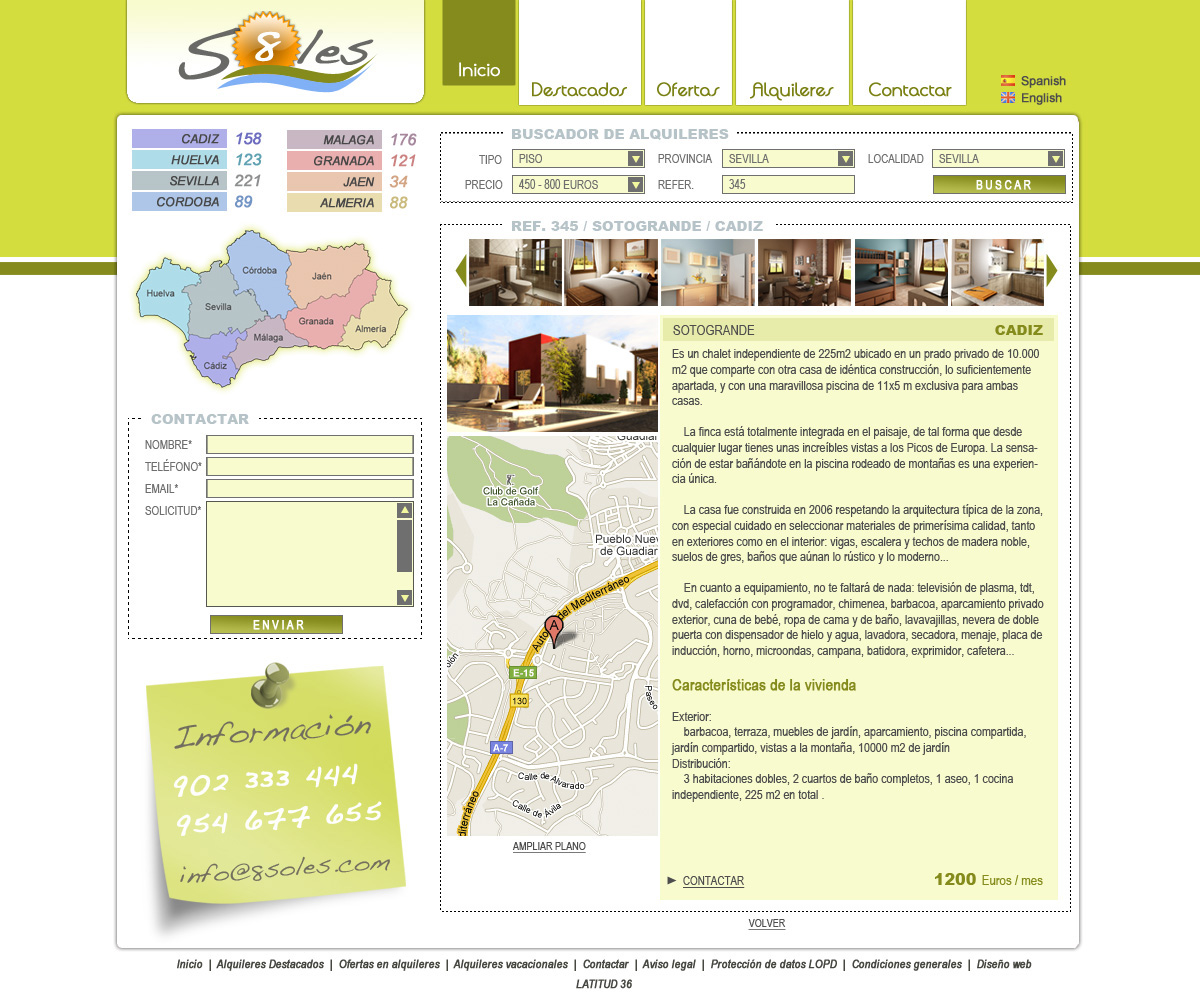 S8oles
Inicio
Destacados
Ofertas
Alquileres
Contactar
Spanish
English
CADIZ 158
HUELVA 123
SEVILLA 221
CORDOBA 89
MALAGA 176
GRANADA 121
JAEN 34
ALMERIA 88
Córdoba
Jaén
Huelva
Sevilla
Granada
Almería
Málaga
Cádiz
CONTACTAR
NOMBRE*
TELÉFONO*
EMAIL*
SOLICITUD*
ENVIAR
Información
902 333 444
954 677 655
info@8soles.com
BUSCADOR DE ALQUILERES
TIPO PISO PROVINCIA SEVILLA LOCALIDAD SEVILLA
PRECIO 450 - 800 EUROS REFER. 345 BUSCAR
REF. 345 / SOTOGRANDE / CADIZ
Guadiar
Club de Golf
La Cañada
Pueblo Nuev
de Guadiar
Auto del Mediterráneo
A
E-15
130
A-7
olón
Paseo
Calle de Alvarado
Calle de Ávila
diterráneo
AMPLIAR PLANO
SOTOGRANDE CADIZ
Es un chalet independiente de 225m2 ubicado en un prado privado de 10.000
m2 que comparte con otra casa de idéntica construcción, lo suficientemente
apartada, y con una maravillosa piscina de 11x5 m exclusiva para ambas
casas.
La finca está totalmente integrada en el paisaje, de tal forma que desde
cualquier lugar tienes unas increíbles vistas a los Picos de Europa. La sensa-
ción de estar bañándote en la piscina rodeado de montañas es una experien-
cia única.
La casa fue construida en 2006 respetando la arquitectura típica de la zona,
con especial cuidado en seleccionar materiales de primerísima calidad, tanto
en exteriores como en el interior: vigas, escalera y techos de madera noble,
suelos de gres, baños que aúnan lo rústico y lo moderno...
En cuanto a equipamiento, no te faltará de nada: televisión de plasma, tdt,
dvd, calefacción con programador, chimenea, barbacoa, aparcamiento privado
exterior, cuna de bebé, ropa de cama y de baño, lavavajillas, nevera de doble
puerta con dispensador de hielo y agua, lavadora, secadora, menaje, placa de
inducción, horno, microondas, campana, batidora, exprimidor, cafetera...
Características de la vivienda
Exterior:
barbacoa, terraza, muebles de jardín, aparcamiento, piscina compartida,
jardín compartido, vistas a la montaña, 10000 m2 de jardín
Distribución:
3 habitaciones dobles, 2 cuartos de baño completos, 1 aseo, 1 cocina
independiente, 225 m2 en total .
CONTACTAR 1200 Euros / mes
VOLVER
Inicio | Alquileres Destacados | Ofertas en alquileres | Alquileres vacacionales | Contactar | Aviso legal | Protección de datos LOPD | Condiciones generales | Diseño web
LATITUD 36